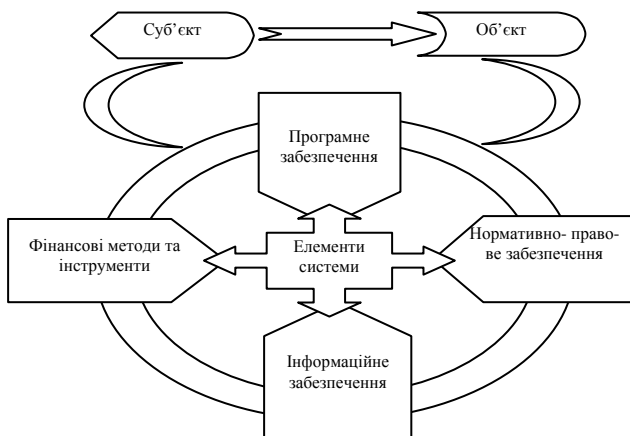 Суб’єкт
Об’єкт
Програмне
забезпечення
Фінансові методи та
інструменти
Елементи
системи
Нормативно- право-
ве забезпечення
Інформаційне
забезпечення